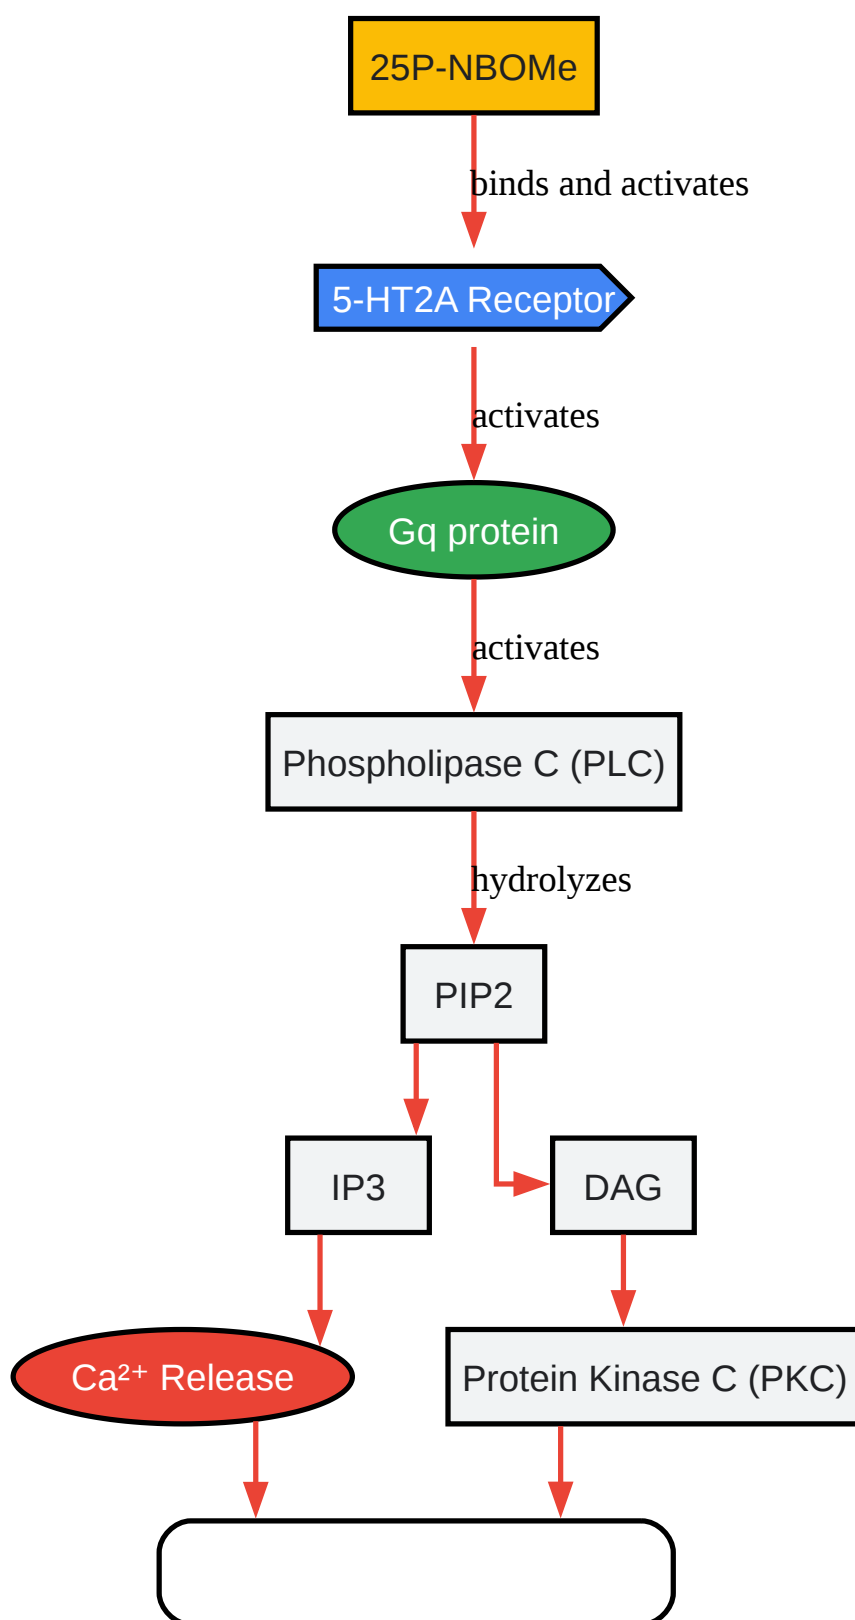 25P-NBOMe
binds and activates
5-HT2A Receptor
activates
Gq protein
activates
Phospholipase C (PLC)
hydrolyzes
PIP2
IP3
DAG
Ca²⁺ Release
Protein Kinase C (PKC)